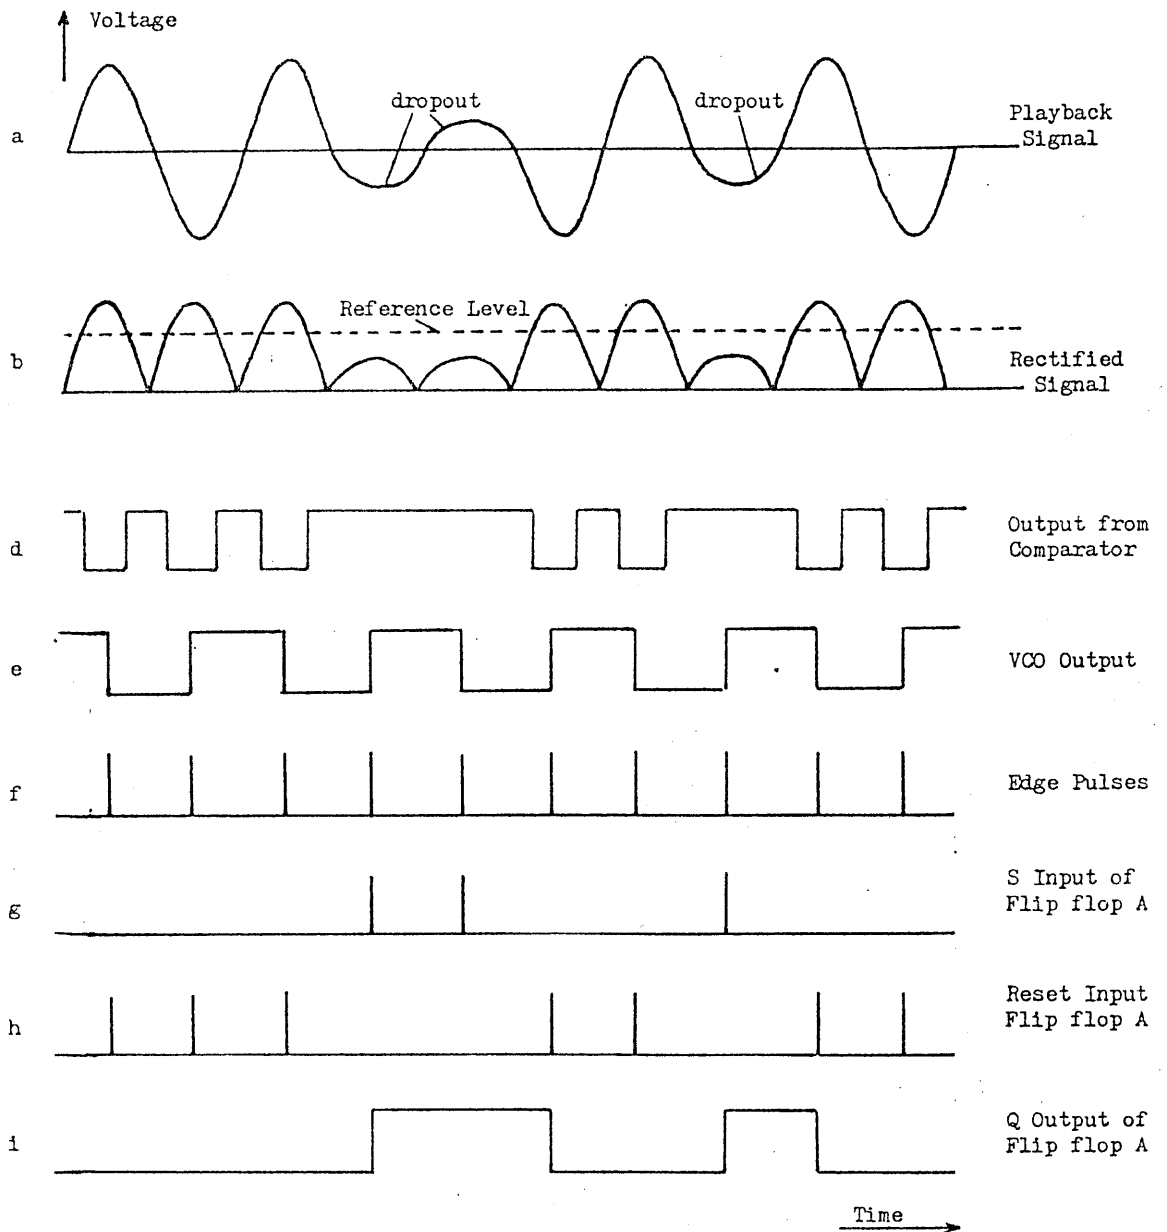 Voltage
dropout
dropout
a
Playback
Signal
Reference Level
b
Rectified
Signal
d
Output from
Comparator
e
VCO Output
f
Edge Pulses
g
S Input of
Flip flop A
h
Reset Input
Flip flop A
i
Q Output of
Flip flop A
Time